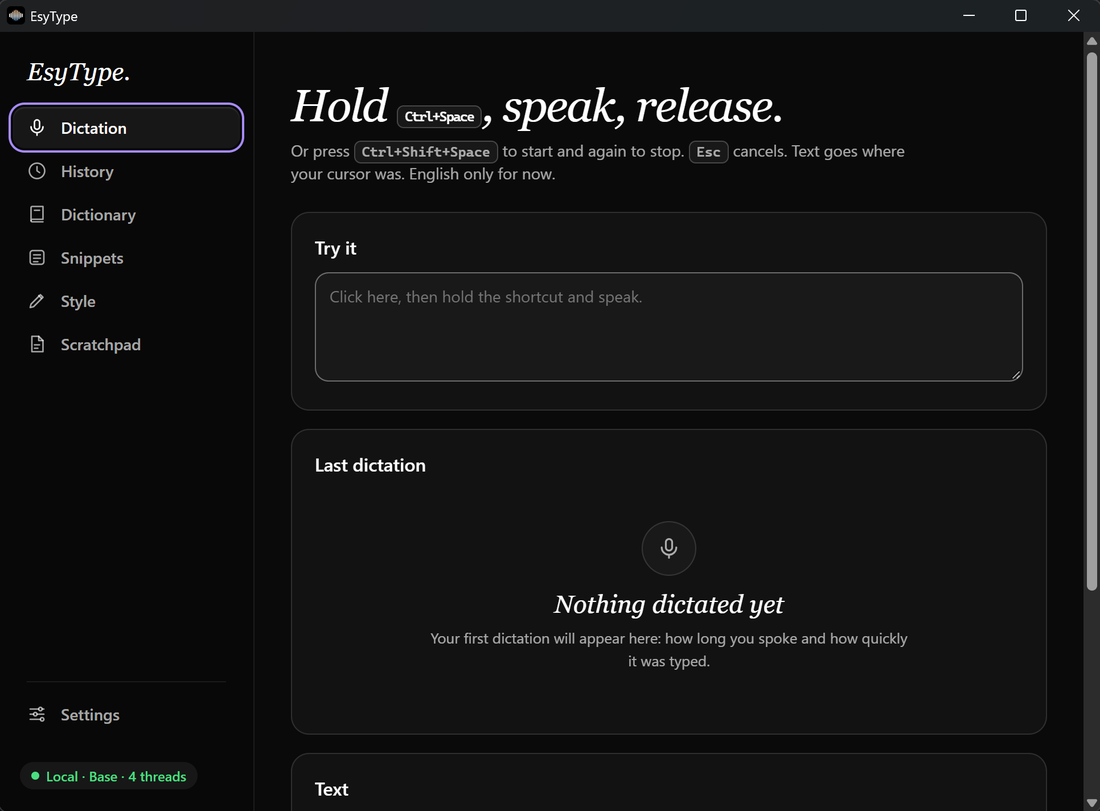 EsyType
EsyType.
Dictation
History
Dictionary
Snippets
Style
Scratchpad
Settings
Local · Base · 4 threads
Hold Ctrl+Space, speak, release.
Or press Ctrl+Shift+Space to start and again to stop. Esc cancels. Text goes where
your cursor was. English only for now.
Try it
Click here, then hold the shortcut and speak.
Last dictation
Nothing dictated yet
Your first dictation will appear here: how long you spoke and how quickly
it was typed.
Text